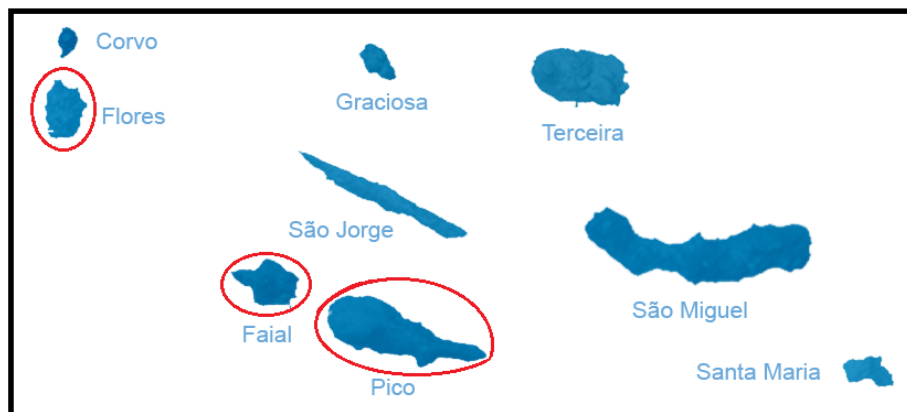 Corvo
Flores
Graciosa
Terceira
São Jorge
Faial
Pico
São Miguel
Santa Maria